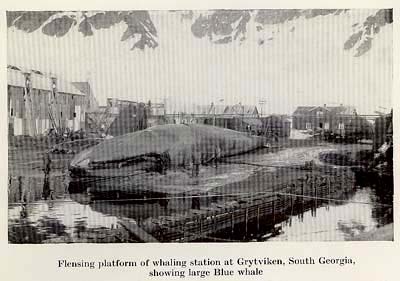 Flensing platform of whaling station at Grytviken, South Georgia,
showing large Blue whale